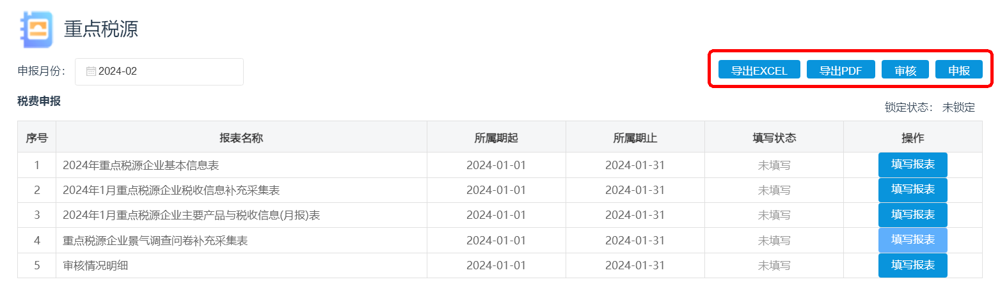 重点税源
申报月份： 2024-02 导出EXCEL 导出PDF 审核 申报
税费申报
锁定状态： 未锁定
序号 报表名称 所属期起 所属期止 填写状态 操作
1 2024年重点税源企业基本信息表 2024-01-01 2024-01-31 未填写 填写报表
2 2024年1月重点税源企业税收信息补充采集表 2024-01-01 2024-01-31 未填写 填写报表
3 2024年1月重点税源企业主要产品与税收信息(月报)表 2024-01-01 2024-01-31 未填写 填写报表
4 重点税源企业景气调查问卷补充采集表 2024-01-01 2024-01-31 未填写 填写报表
5 审核情况明细 2024-01-01 2024-01-31 未填写 填写报表